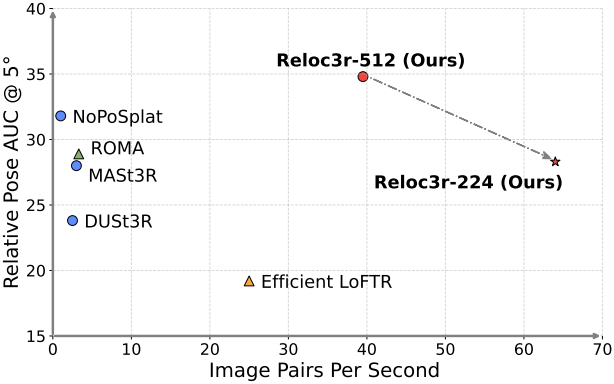 40
Reloc3r-512 (Ours)
35
NoPoSplat
30
ROMA
MASt3R
Reloc3r-224 (Ours)
25
DUSt3R
20
Efficient LoFTR
15
0 10 20 30 40 50 60 70
Image Pairs Per Second
Relative Pose AUC @ 5°